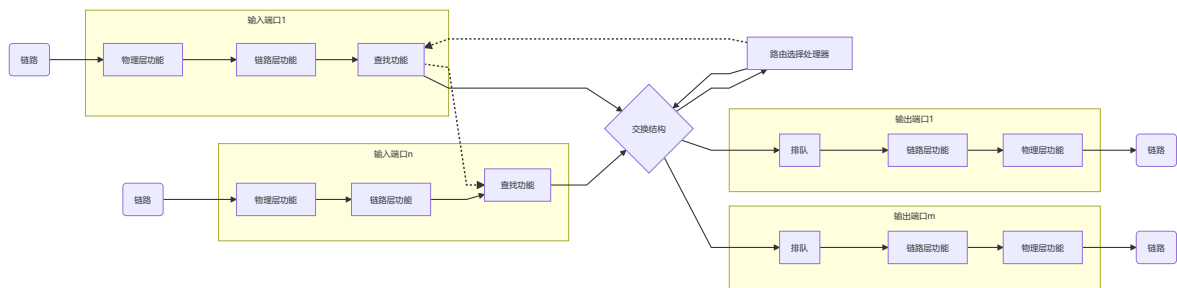 输入端口1
链路
物理层功能
链路层功能
查找功能
路由选择处理器
交换结构
输入端口n
链路
物理层功能
链路层功能
查找功能
输出端口1
排队
链路层功能
物理层功能
链路
输出端口m
排队
链路层功能
物理层功能
链路